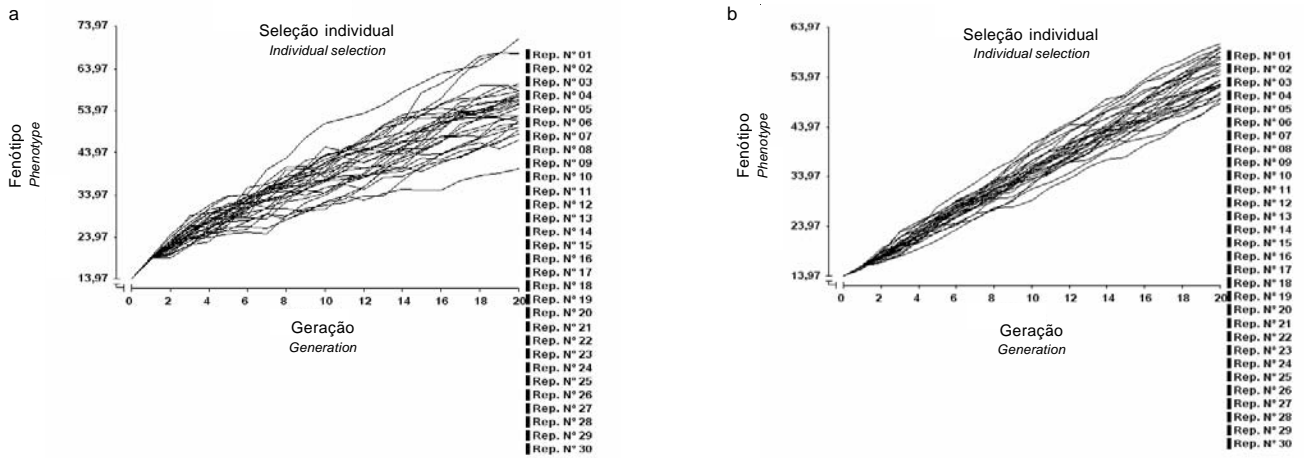 a
Seleção individual
Individual selection
Fenótipo
Phenotype
73,97
63,97
53,97
43,97
33,97
23,97
13,97
0 2 4 6 8 10 12 14 16 18 20
Geração
Generation
Rep. Nº 01
Rep. Nº 02
Rep. Nº 03
Rep. Nº 04
Rep. Nº 05
Rep. Nº 06
Rep. Nº 07
Rep. Nº 08
Rep. Nº 09
Rep. Nº 10
Rep. Nº 11
Rep. Nº 12
Rep. Nº 13
Rep. Nº 14
Rep. Nº 15
Rep. Nº 16
Rep. Nº 17
Rep. Nº 18
Rep. Nº 19
Rep. Nº 20
Rep. Nº 21
Rep. Nº 22
Rep. Nº 23
Rep. Nº 24
Rep. Nº 25
Rep. Nº 26
Rep. Nº 27
Rep. Nº 28
Rep. Nº 29
Rep. Nº 30
b
Seleção individual
Individual selection
Fenótipo
Phenotype
63,97
53,97
43,97
33,97
23,97
13,97
0 2 4 6 8 10 12 14 16 18 20
Geração
Generation
Rep. Nº 01
Rep. Nº 02
Rep. Nº 03
Rep. Nº 04
Rep. Nº 05
Rep. Nº 06
Rep. Nº 07
Rep. Nº 08
Rep. Nº 09
Rep. Nº 10
Rep. Nº 11
Rep. Nº 12
Rep. Nº 13
Rep. Nº 14
Rep. Nº 15
Rep. Nº 16
Rep. Nº 17
Rep. Nº 18
Rep. Nº 19
Rep. Nº 20
Rep. Nº 21
Rep. Nº 22
Rep. Nº 23
Rep. Nº 24
Rep. Nº 25
Rep. Nº 26
Rep. Nº 27
Rep. Nº 28
Rep. Nº 29
Rep. Nº 30